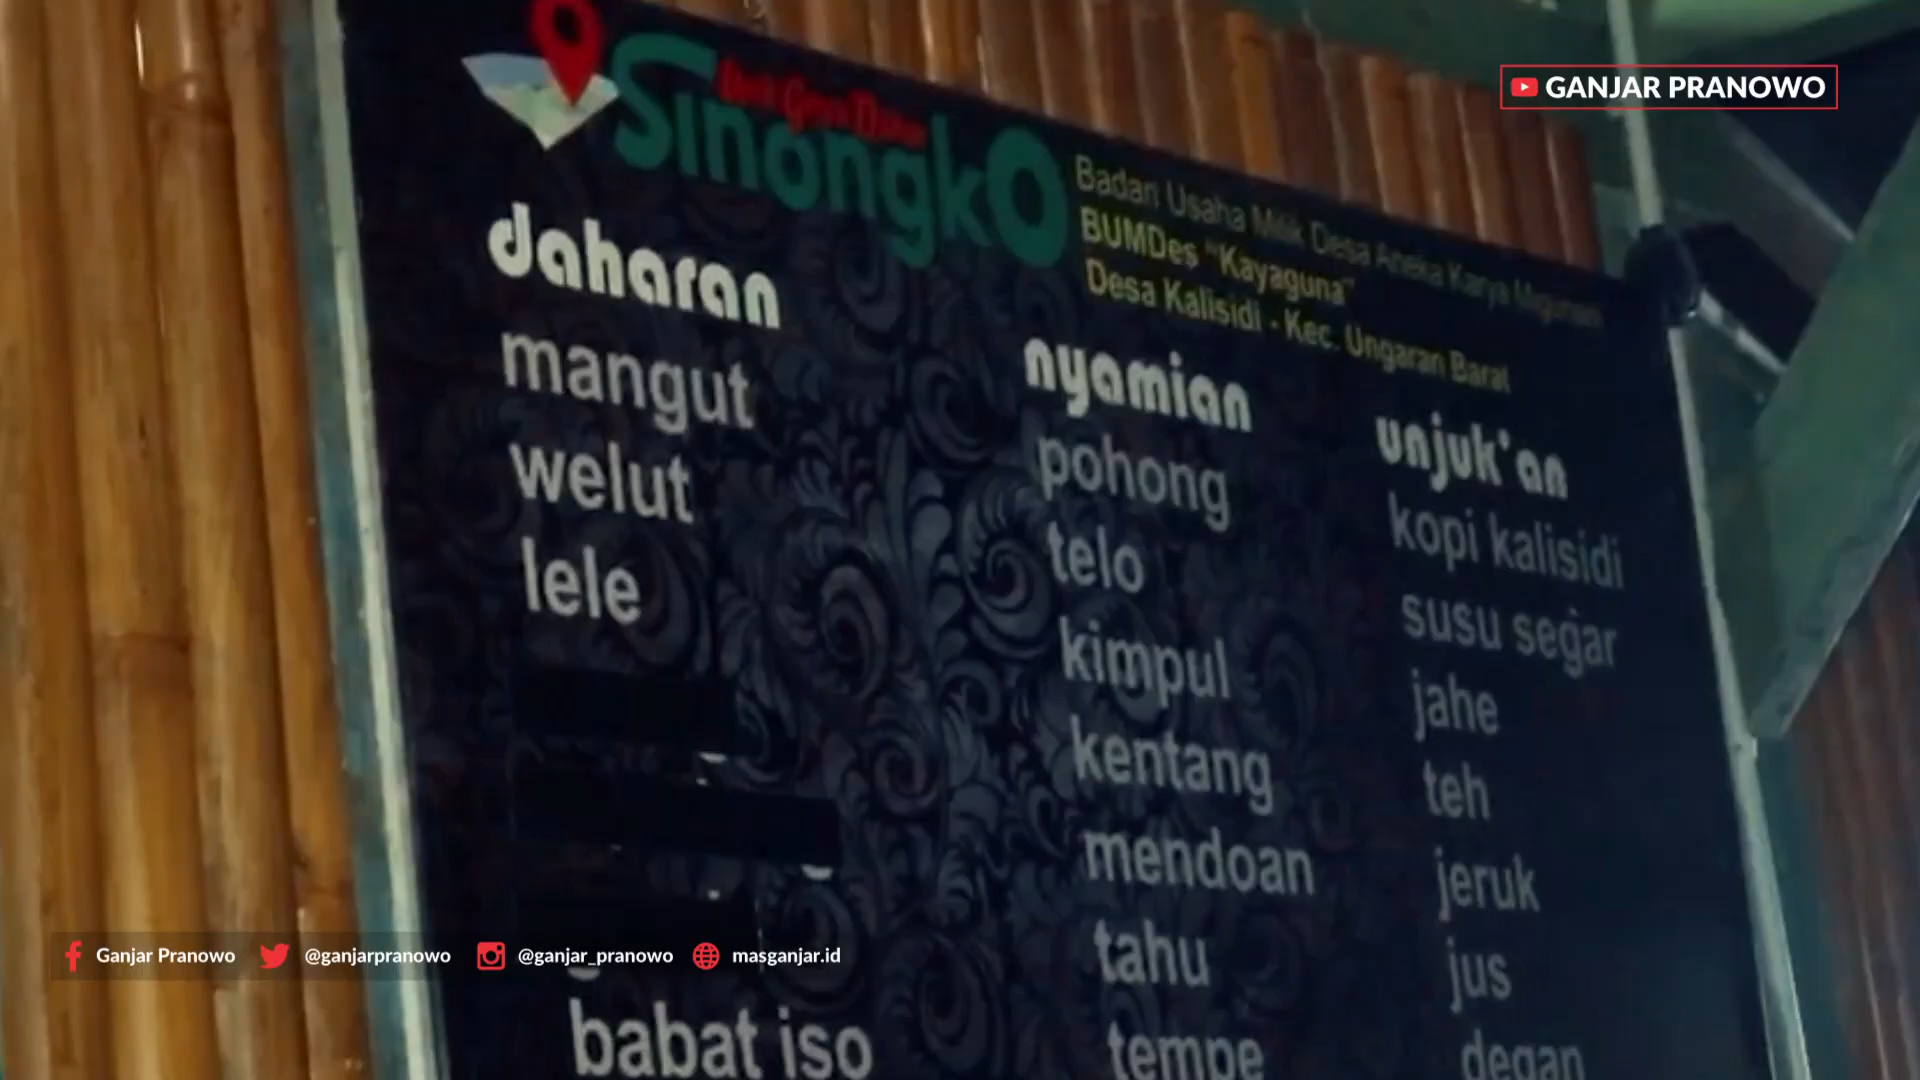 GANJAR PRANOWO
SinongkO
Badan Usaha Milik Desa Aneka Karya
BUMDes "Kayaguna"
Desa Kalisidi - Kec. Ungaran Barat
daharan
mangut
welut
lele
babat iso
nyamian
pohong
telo
kimpul
kentang
mendoan
tahu
tempe
unjuk'an
kopi kalisidi
susu segar
jahe
teh
jeruk
jus
degan
Ganjar Pranowo @ganjarpranowo @ganjar_pranowo masganjar.id